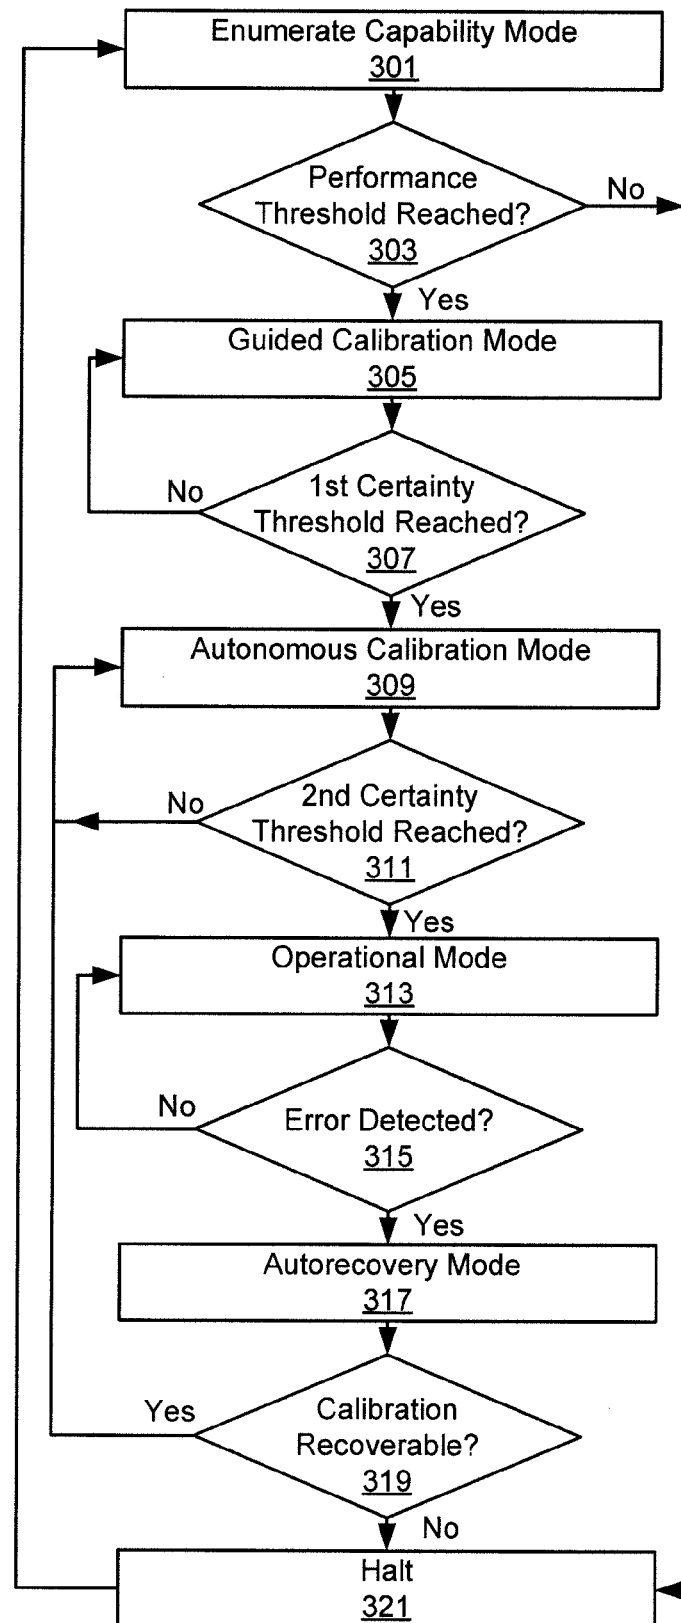 Enumerate Capability Mode
301
Performance
Threshold Reached?
303
No
Yes
Guided Calibration Mode
305
No
1st Certainty
Threshold Reached?
307
Yes
Autonomous Calibration Mode
309
No
2nd Certainty
Threshold Reached?
311
Yes
Operational Mode
313
No
Error Detected?
315
Yes
Autorecovery Mode
317
Yes
Calibration
Recoverable?
319
No
Halt
321